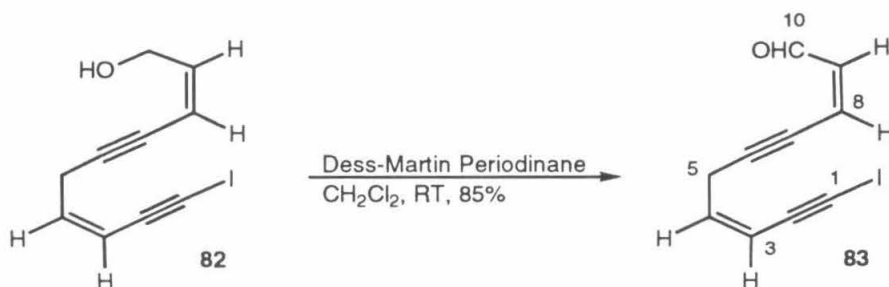 HO
H
H
I
H
H
82
Dess-Martin Periodinane
CH₂Cl₂, RT, 85%
10
OHC
H
8
H
5
1
I
H
3
H
83